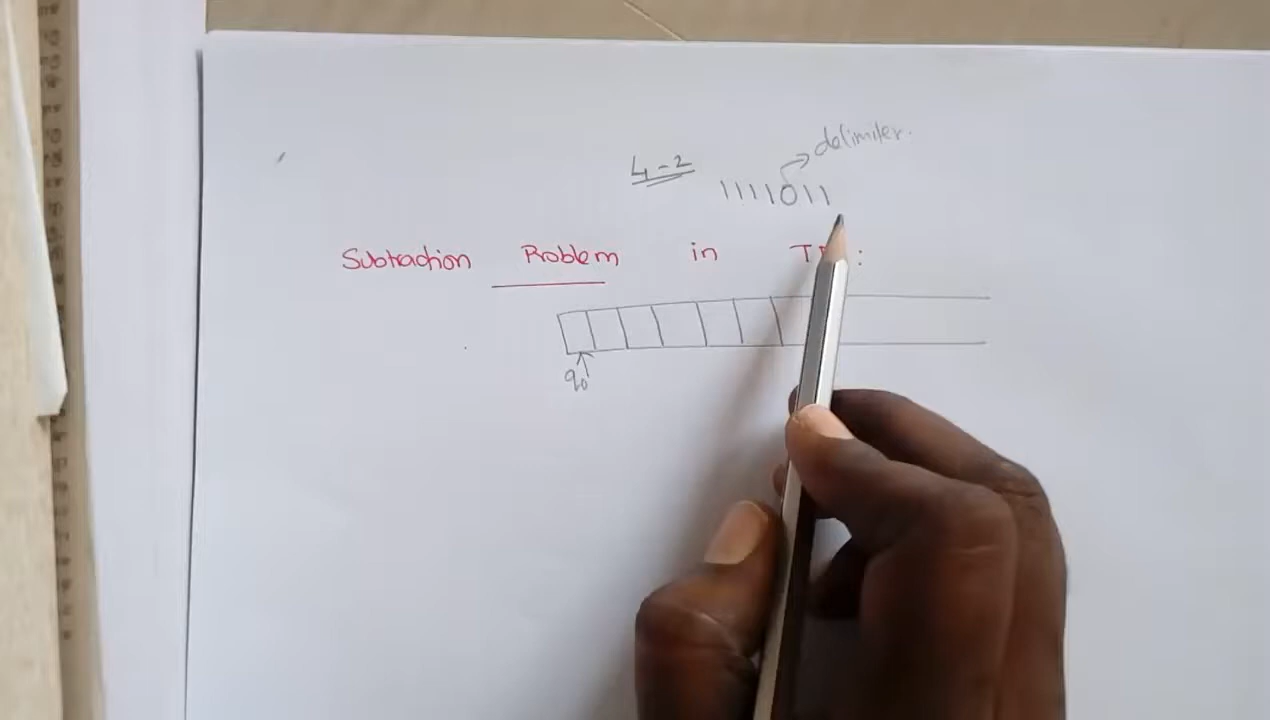 delimiter.
4-2
1111011
Subtraction Problem in :
q0